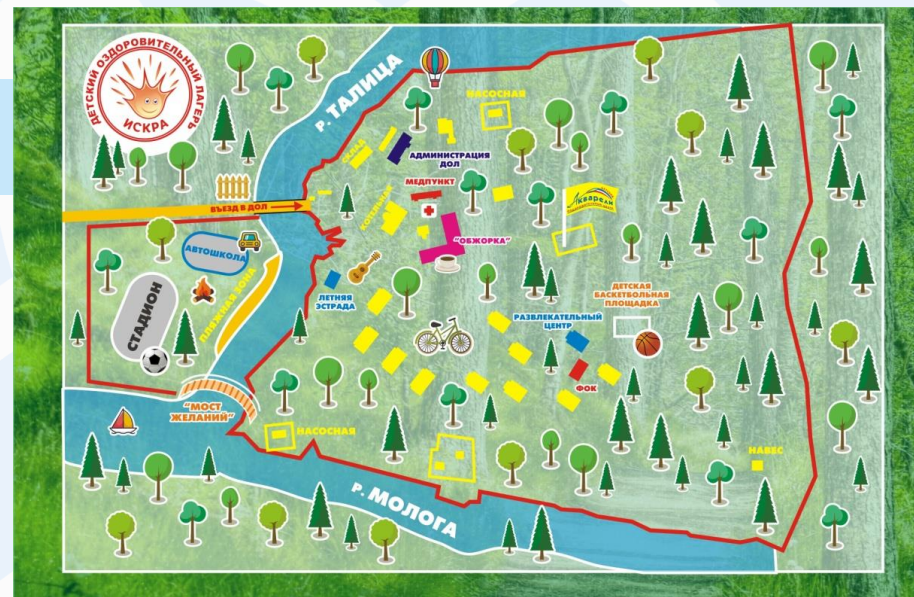 ДЕТСКИЙ ОЗДОРОВИТЕЛЬНЫЙ ЛАГЕРЬ
ИСКРА
Р. ТАЛИЦА
НАСОСНАЯ
СКЛАД
АДМИНИСТРАЦИЯ
ДОЛ
МЕДПУНКТ
КОТЕЛЬНАЯ
ВЪЕЗД В ДОЛ
"ОБЖОРКА"
АВТОШКОЛА
ПЛЯЖНАЯ ЗОНА
СТАДИОН
ЛЕТНЯЯ
ЭСТРАДА
ДЕТСКАЯ
БАСКЕТБОЛЬНАЯ
ПЛОЩАДКА
РАЗВЛЕКАТЕЛЬНЫЙ
ЦЕНТР
ФОК
"МОСТ
ЖЕЛАНИЙ"
НАСОСНАЯ
НАВЕС
Р. МОЛОГА